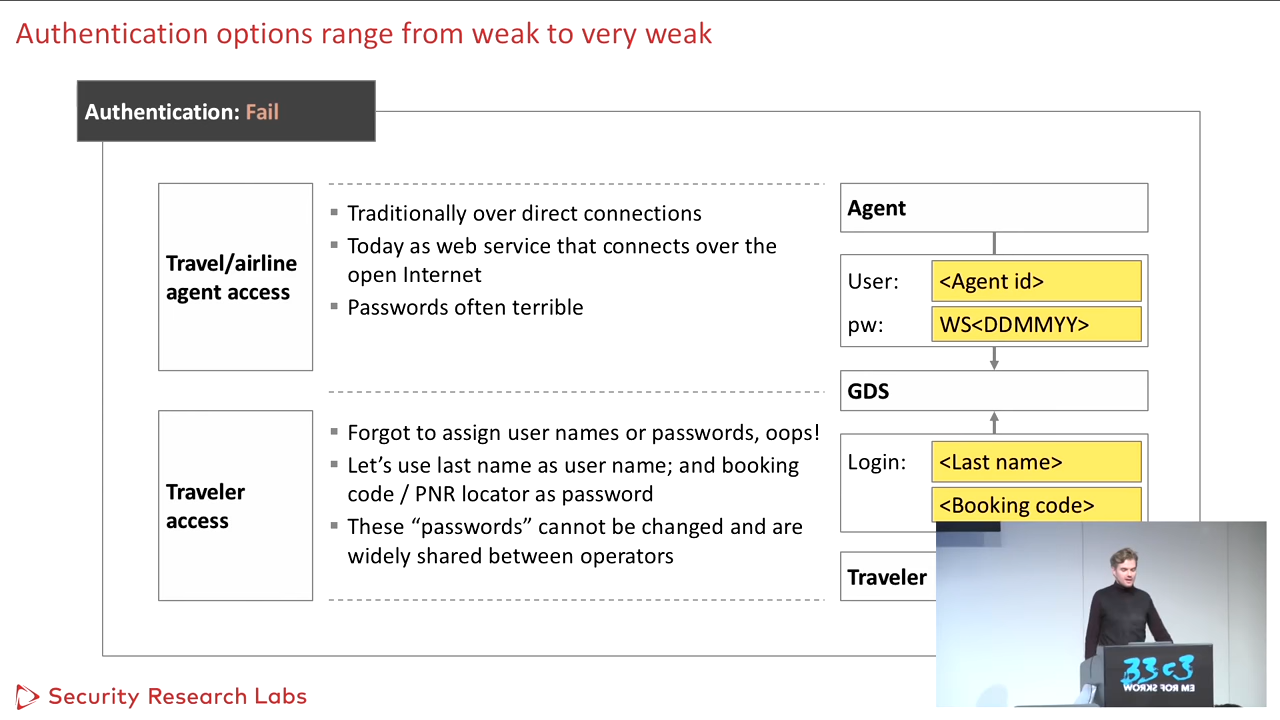 Authentication options range from weak to very weak
Authentication: Fail
Travel/airline
agent access
Traditionally over direct connections
Today as web service that connects over the
open Internet
Passwords often terrible
Agent
User: <Agent id>
pw: WS<DDMMYY>
GDS
Traveler
access
Forgot to assign user names or passwords, oops!
Let’s use last name as user name; and booking
code / PNR locator as password
These “passwords” cannot be changed and are
widely shared between operators
Login: <Last name>
<Booking code>
Traveler
33c3
WORKS FOR ME
Security Research Labs